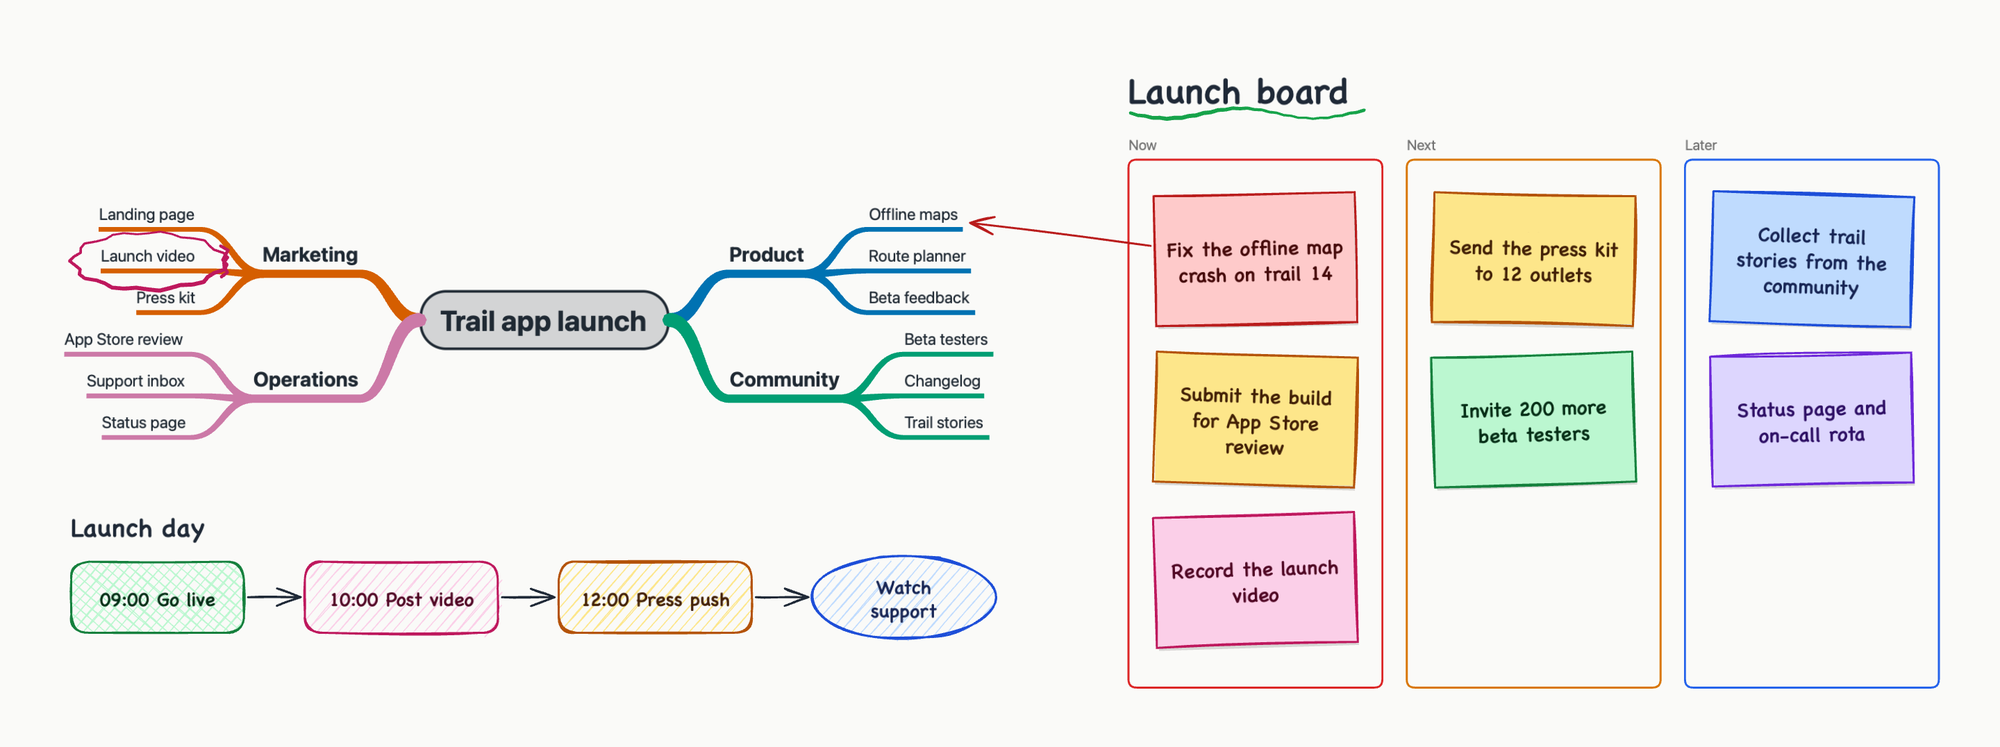 Launch board
Landing page
Launch video
Press kit
Marketing
App Store review
Support inbox
Status page
Operations
Trail app launch
Product
Offline maps
Route planner
Beta feedback
Community
Beta testers
Changelog
Trail stories
Launch day
09:00 Go live
10:00 Post video
12:00 Press push
Watch
support
Now
Fix the offline map
crash on trail 14
Submit the build
for App Store
review
Record the launch
video
Next
Send the press kit
to 12 outlets
Invite 200 more
beta testers
Later
Collect trail
stories from the
community
Status page and
on-call rota